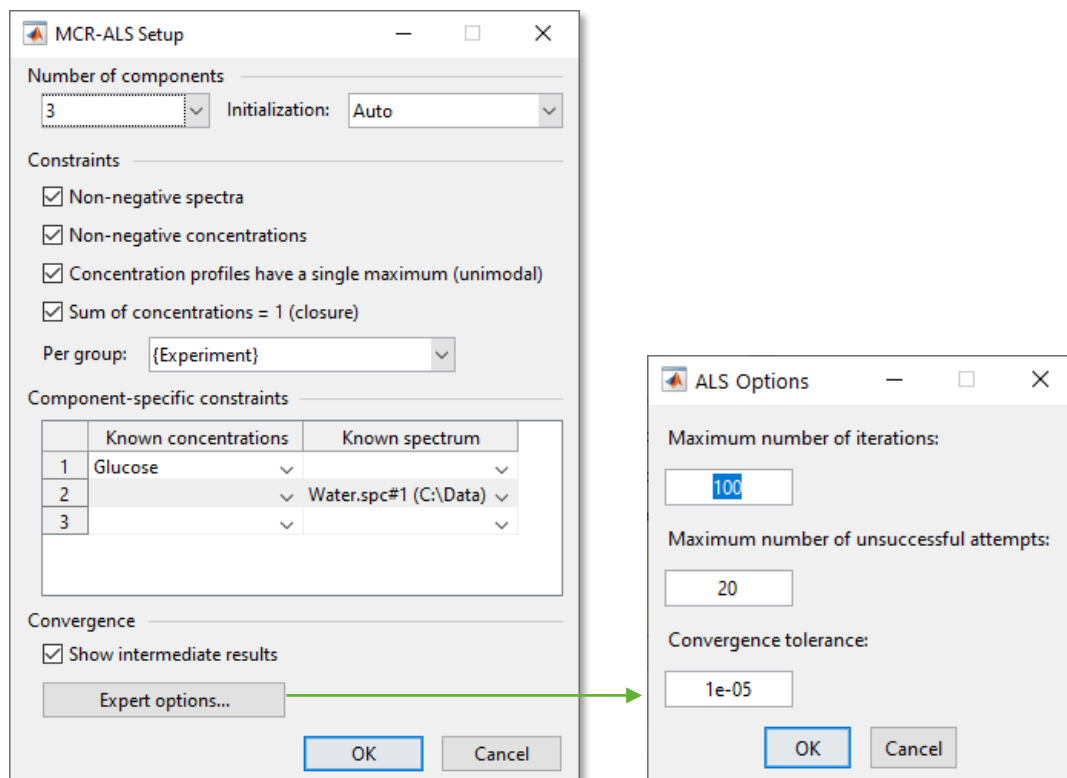 MCR-ALS Setup
Number of components
3 Initialization: Auto
Constraints
Non-negative spectra
Non-negative concentrations
Concentration profiles have a single maximum (unimodal)
Sum of concentrations = 1 (closure)
Per group: {Experiment}
Component-specific constraints
Known concentrations Known spectrum
1 Glucose
2 Water.spc#1 (C:\Data)
3
Convergence
Show intermediate results
Expert options...
OK Cancel
ALS Options
Maximum number of iterations:
100
Maximum number of unsuccessful attempts:
20
Convergence tolerance:
1e-05
OK Cancel